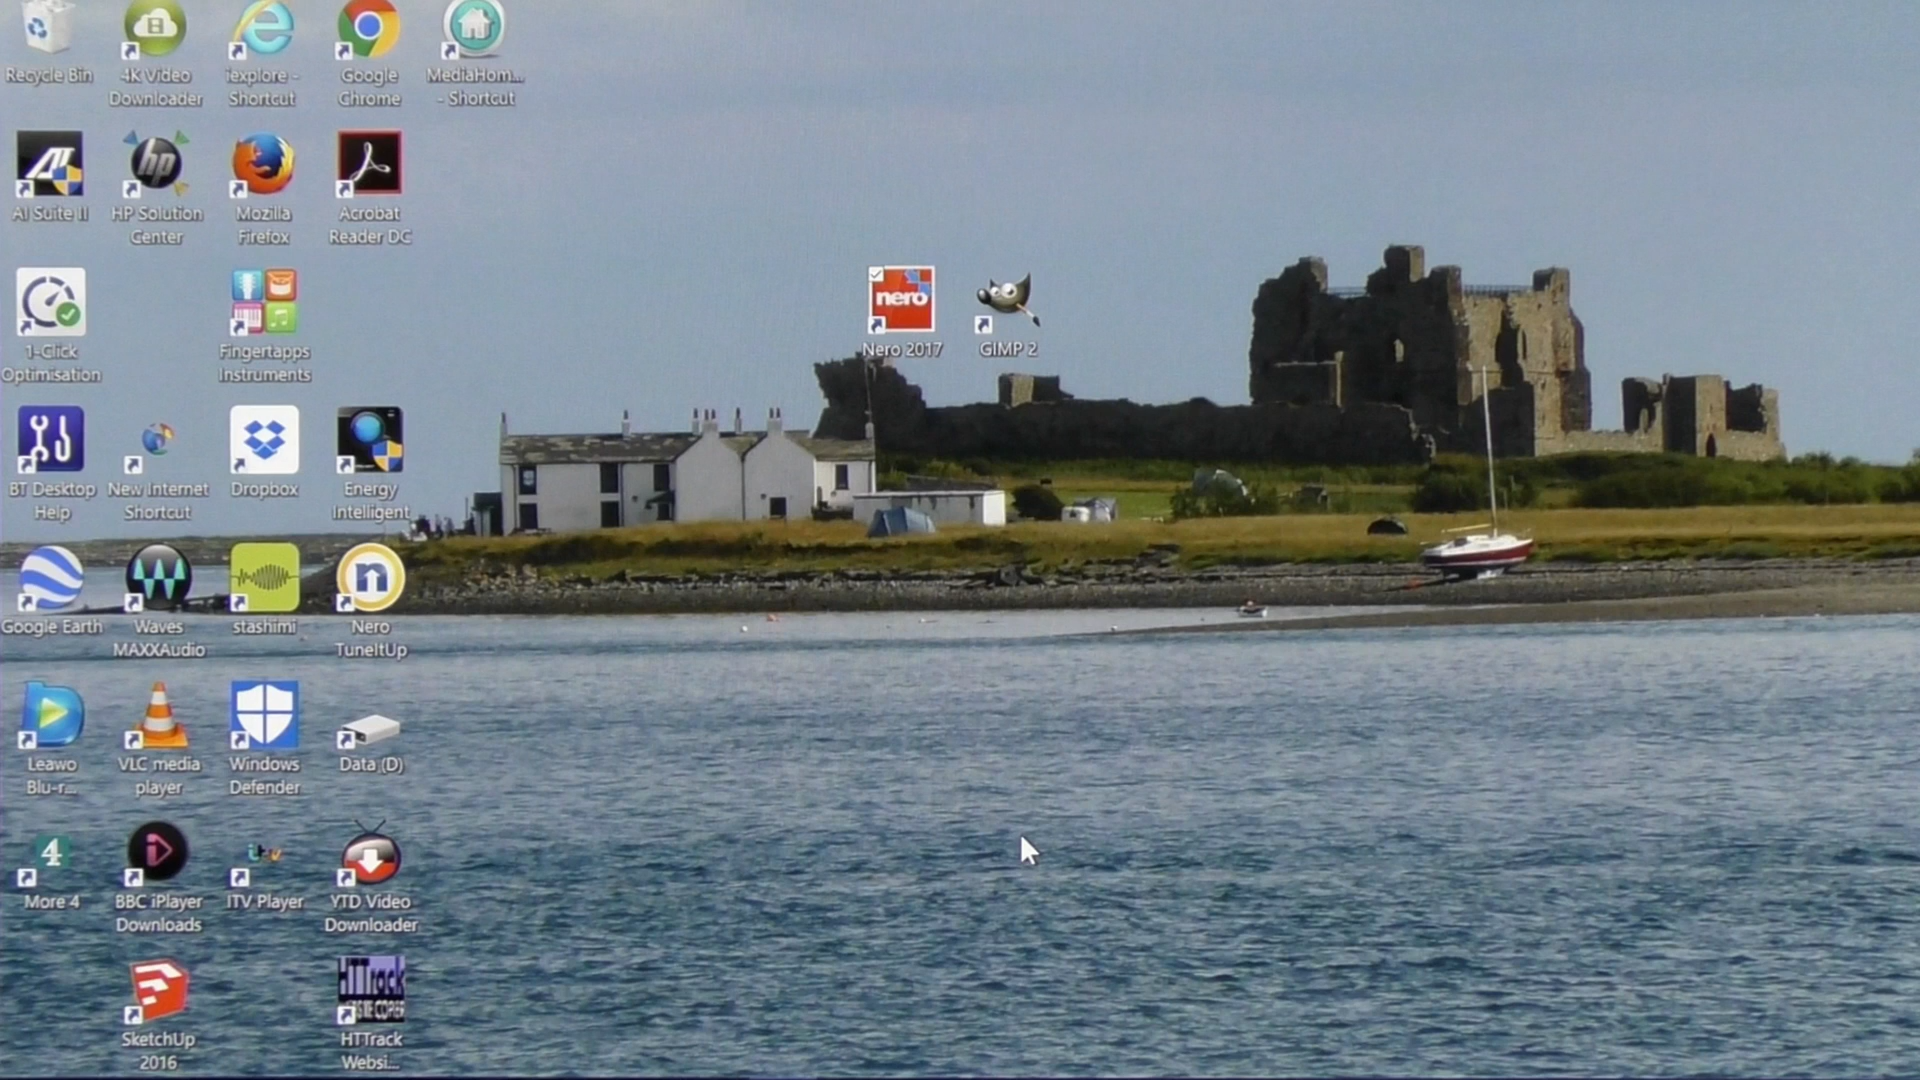 Recycle Bin
4K Video
Downloader
iexplore -
Shortcut
Google
Chrome
MediaHom...
- Shortcut
AI Suite II
hp
HP Solution
Center
Mozilla
Firefox
Acrobat
Reader DC
1-Click
Optimisation
Fingertapps
Instruments
nero
Nero 2017
GIMP 2
BT Desktop
Help
New Internet
Shortcut
Dropbox
Energy
Intelligent
Google Earth
Waves
MAXXAudio
stashimi
n
Nero
TuneItUp
Leawo
Blu-r...
VLC media
player
Windows
Defender
Data (D)
4
More 4
BBC iPlayer
Downloads
itv
ITV Player
YTD Video
Downloader
SketchUp
2016
HTTrack
HTTrack
Websi...